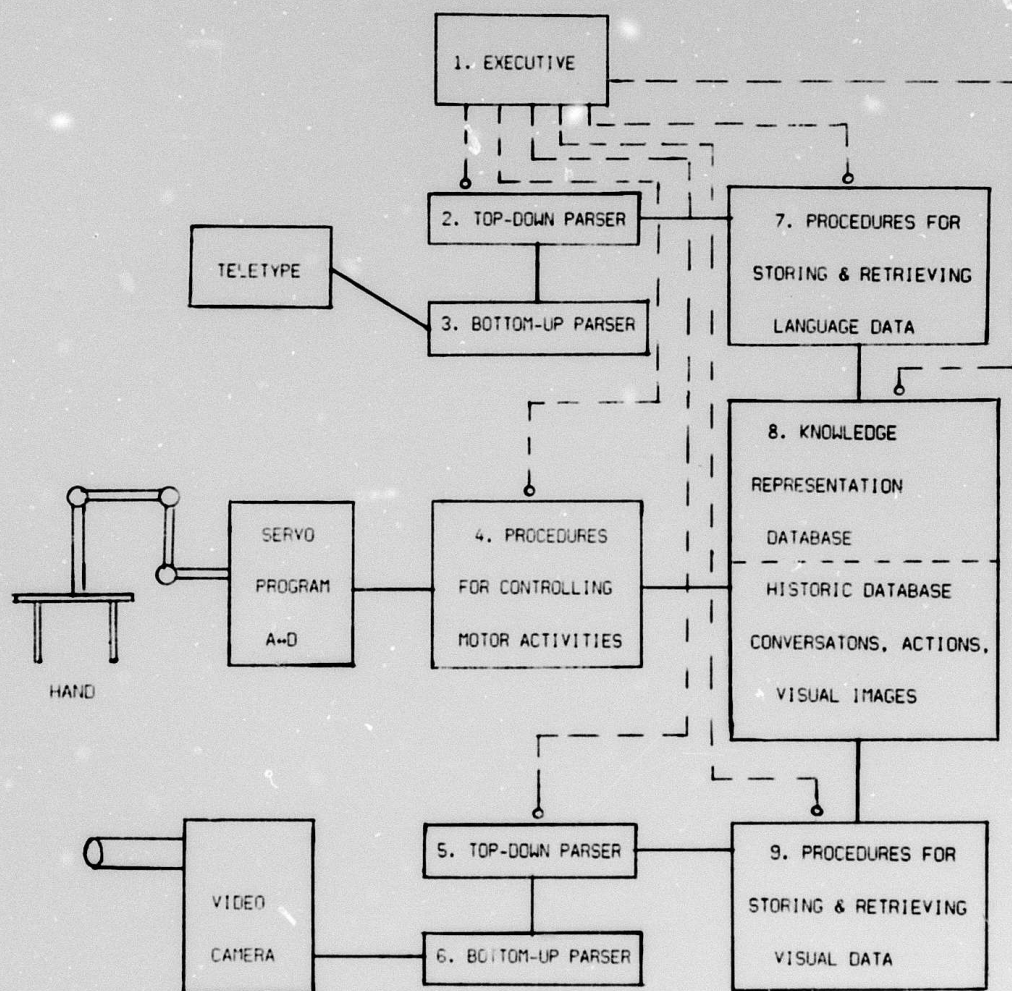 1. EXECUTIVE
2. TOP-DOWN PARSER
7. PROCEDURES FOR
STORING & RETRIEVING
LANGUAGE DATA
TELETYPE
3. BOTTOM-UP PARSER
8. KNOWLEDGE
REPRESENTATION
DATABASE
HISTORIC DATABASE
CONVERSATONS, ACTIONS,
VISUAL IMAGES
SERVO
PROGRAM
A↔D
4. PROCEDURES
FOR CONTROLLING
MOTOR ACTIVITIES
HAND
5. TOP-DOWN PARSER
9. PROCEDURES FOR
STORING & RETRIEVING
VISUAL DATA
VIDEO
CAMERA
6. BOTTOM-UP PARSER